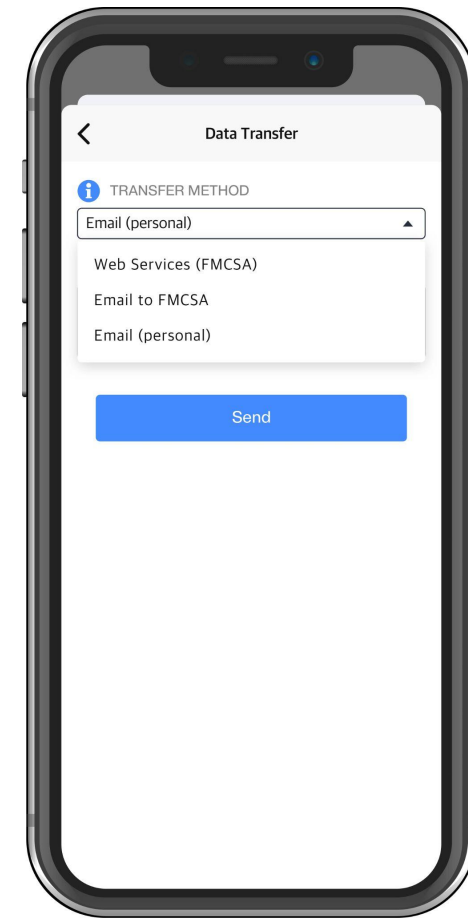 Data Transfer
TRANSFER METHOD
Email (personal)
Web Services (FMCSA)
Email to FMCSA
Email (personal)
Send